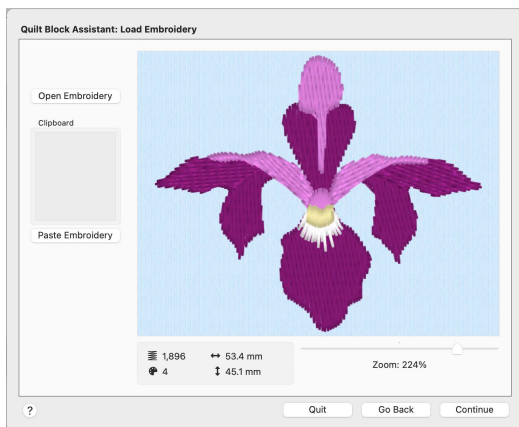 Quilt Block Assistant: Load Embroidery
Open Embroidery
Clipboard
Paste Embroidery
1,896 ↔ 53.4 mm
4 ↕ 45.1 mm
Zoom: 224%
? Quit Go Back Continue